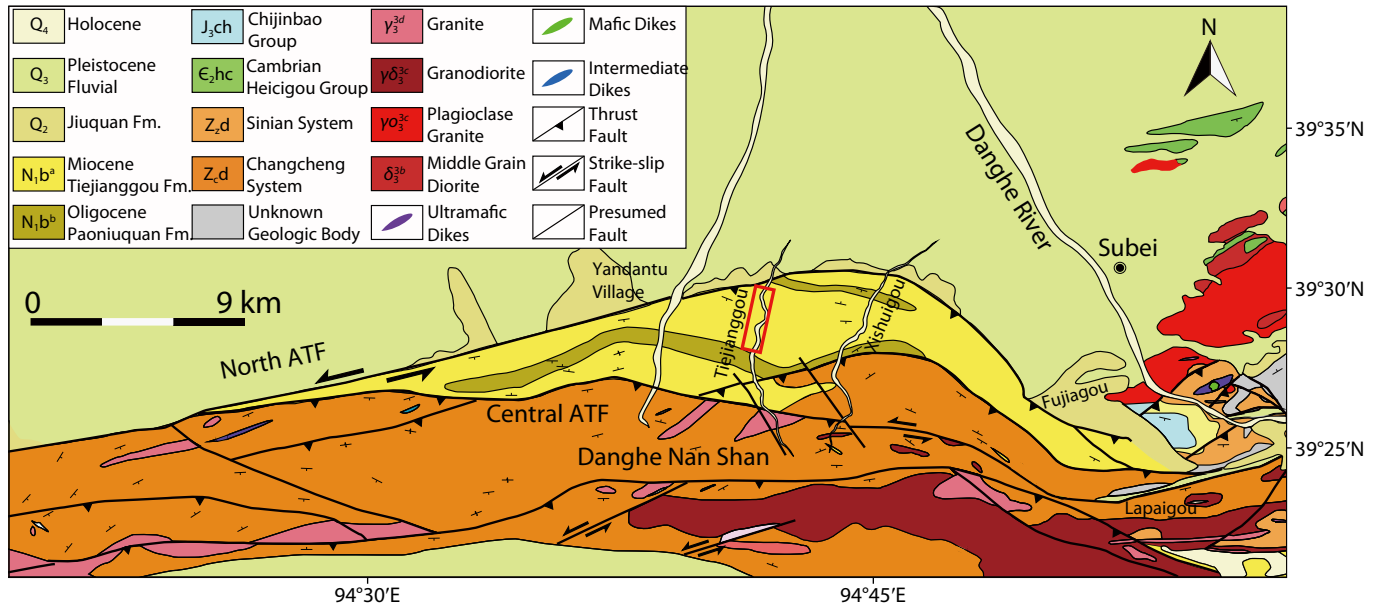 Q₄ Holocene
Q₃ Pleistocene
Fluvial
Q₂ Jiuquan Fm.
N₁bᵃ Miocene
Tiejianggou Fm.
N₁bᵇ Oligocene
Paoniuquan Fm.
J₃ch Chijinbao
Group
Є₂hc Cambrian
Heicigou Group
Z₂d Sinian System
Z꜀d Changcheng
System
Unknown
Geologic Body
γ₃³ᵈ Granite
γδ₃³ᶜ Granodiorite
γo₃³ᶜ Plagioclase
Granite
δ₃³ᵇ Middle Grain
Diorite
Ultramafic
Dikes
Mafic Dikes
Intermediate
Dikes
Thrust
Fault
Strike-slip
Fault
Presumed
Fault
N
39°35'N
39°30'N
39°25'N
Danghe River
Subei
Yandantu
Village
0 9 km
North ATF
Tiejianggou
Xishuigou
Fujiagou
Central ATF
Danghe Nan Shan
Lapaigou
94°30'E
94°45'E